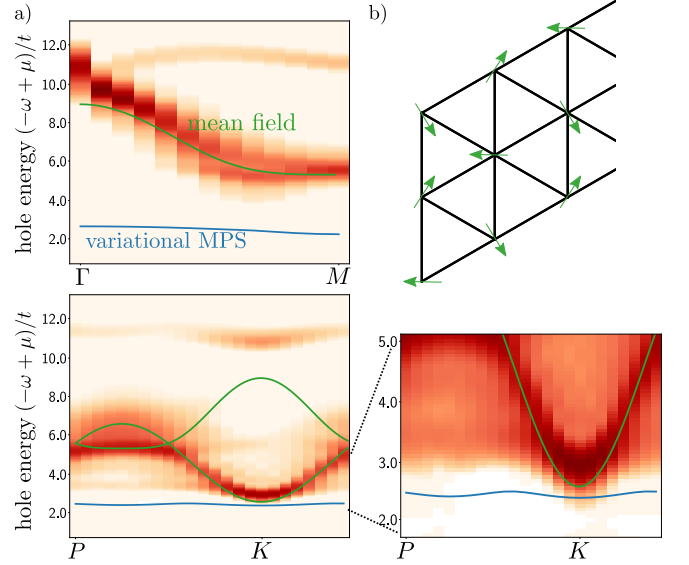 a)
b)
hole energy (−ω + μ)/t
12.0
10.0
8.0
6.0
4.0
2.0
mean field
variational MPS
Γ
M
hole energy (−ω + μ)/t
12.0
10.0
8.0
6.0
4.0
2.0
P
K
5.0
4.0
3.0
2.0
P
K